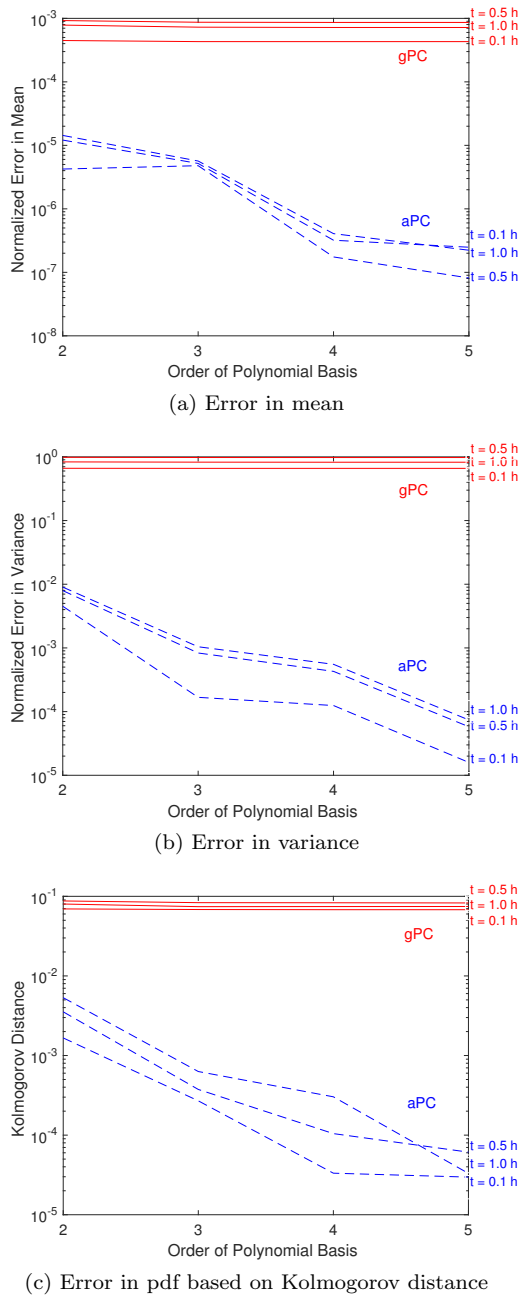 10^-3
t = 0.5 h
t = 1.0 h
t = 0.1 h
gPC
10^-4
10^-5
10^-6
aPC
t = 0.1 h
t = 1.0 h
t = 0.5 h
10^-7
10^-8
Normalized Error in Mean
2 3 4 5
Order of Polynomial Basis
(a) Error in mean
10^0
t = 0.5 h
t = 1.0 h
t = 0.1 h
gPC
10^-1
10^-2
10^-3
aPC
t = 1.0 h
t = 0.5 h
t = 0.1 h
10^-4
10^-5
Normalized Error in Variance
2 3 4 5
Order of Polynomial Basis
(b) Error in variance
10^-1
t = 0.5 h
t = 1.0 h
t = 0.1 h
gPC
10^-2
10^-3
aPC
10^-4
t = 0.5 h
t = 1.0 h
t = 0.1 h
10^-5
Kolmogorov Distance
2 3 4 5
Order of Polynomial Basis
(c) Error in pdf based on Kolmogorov distance